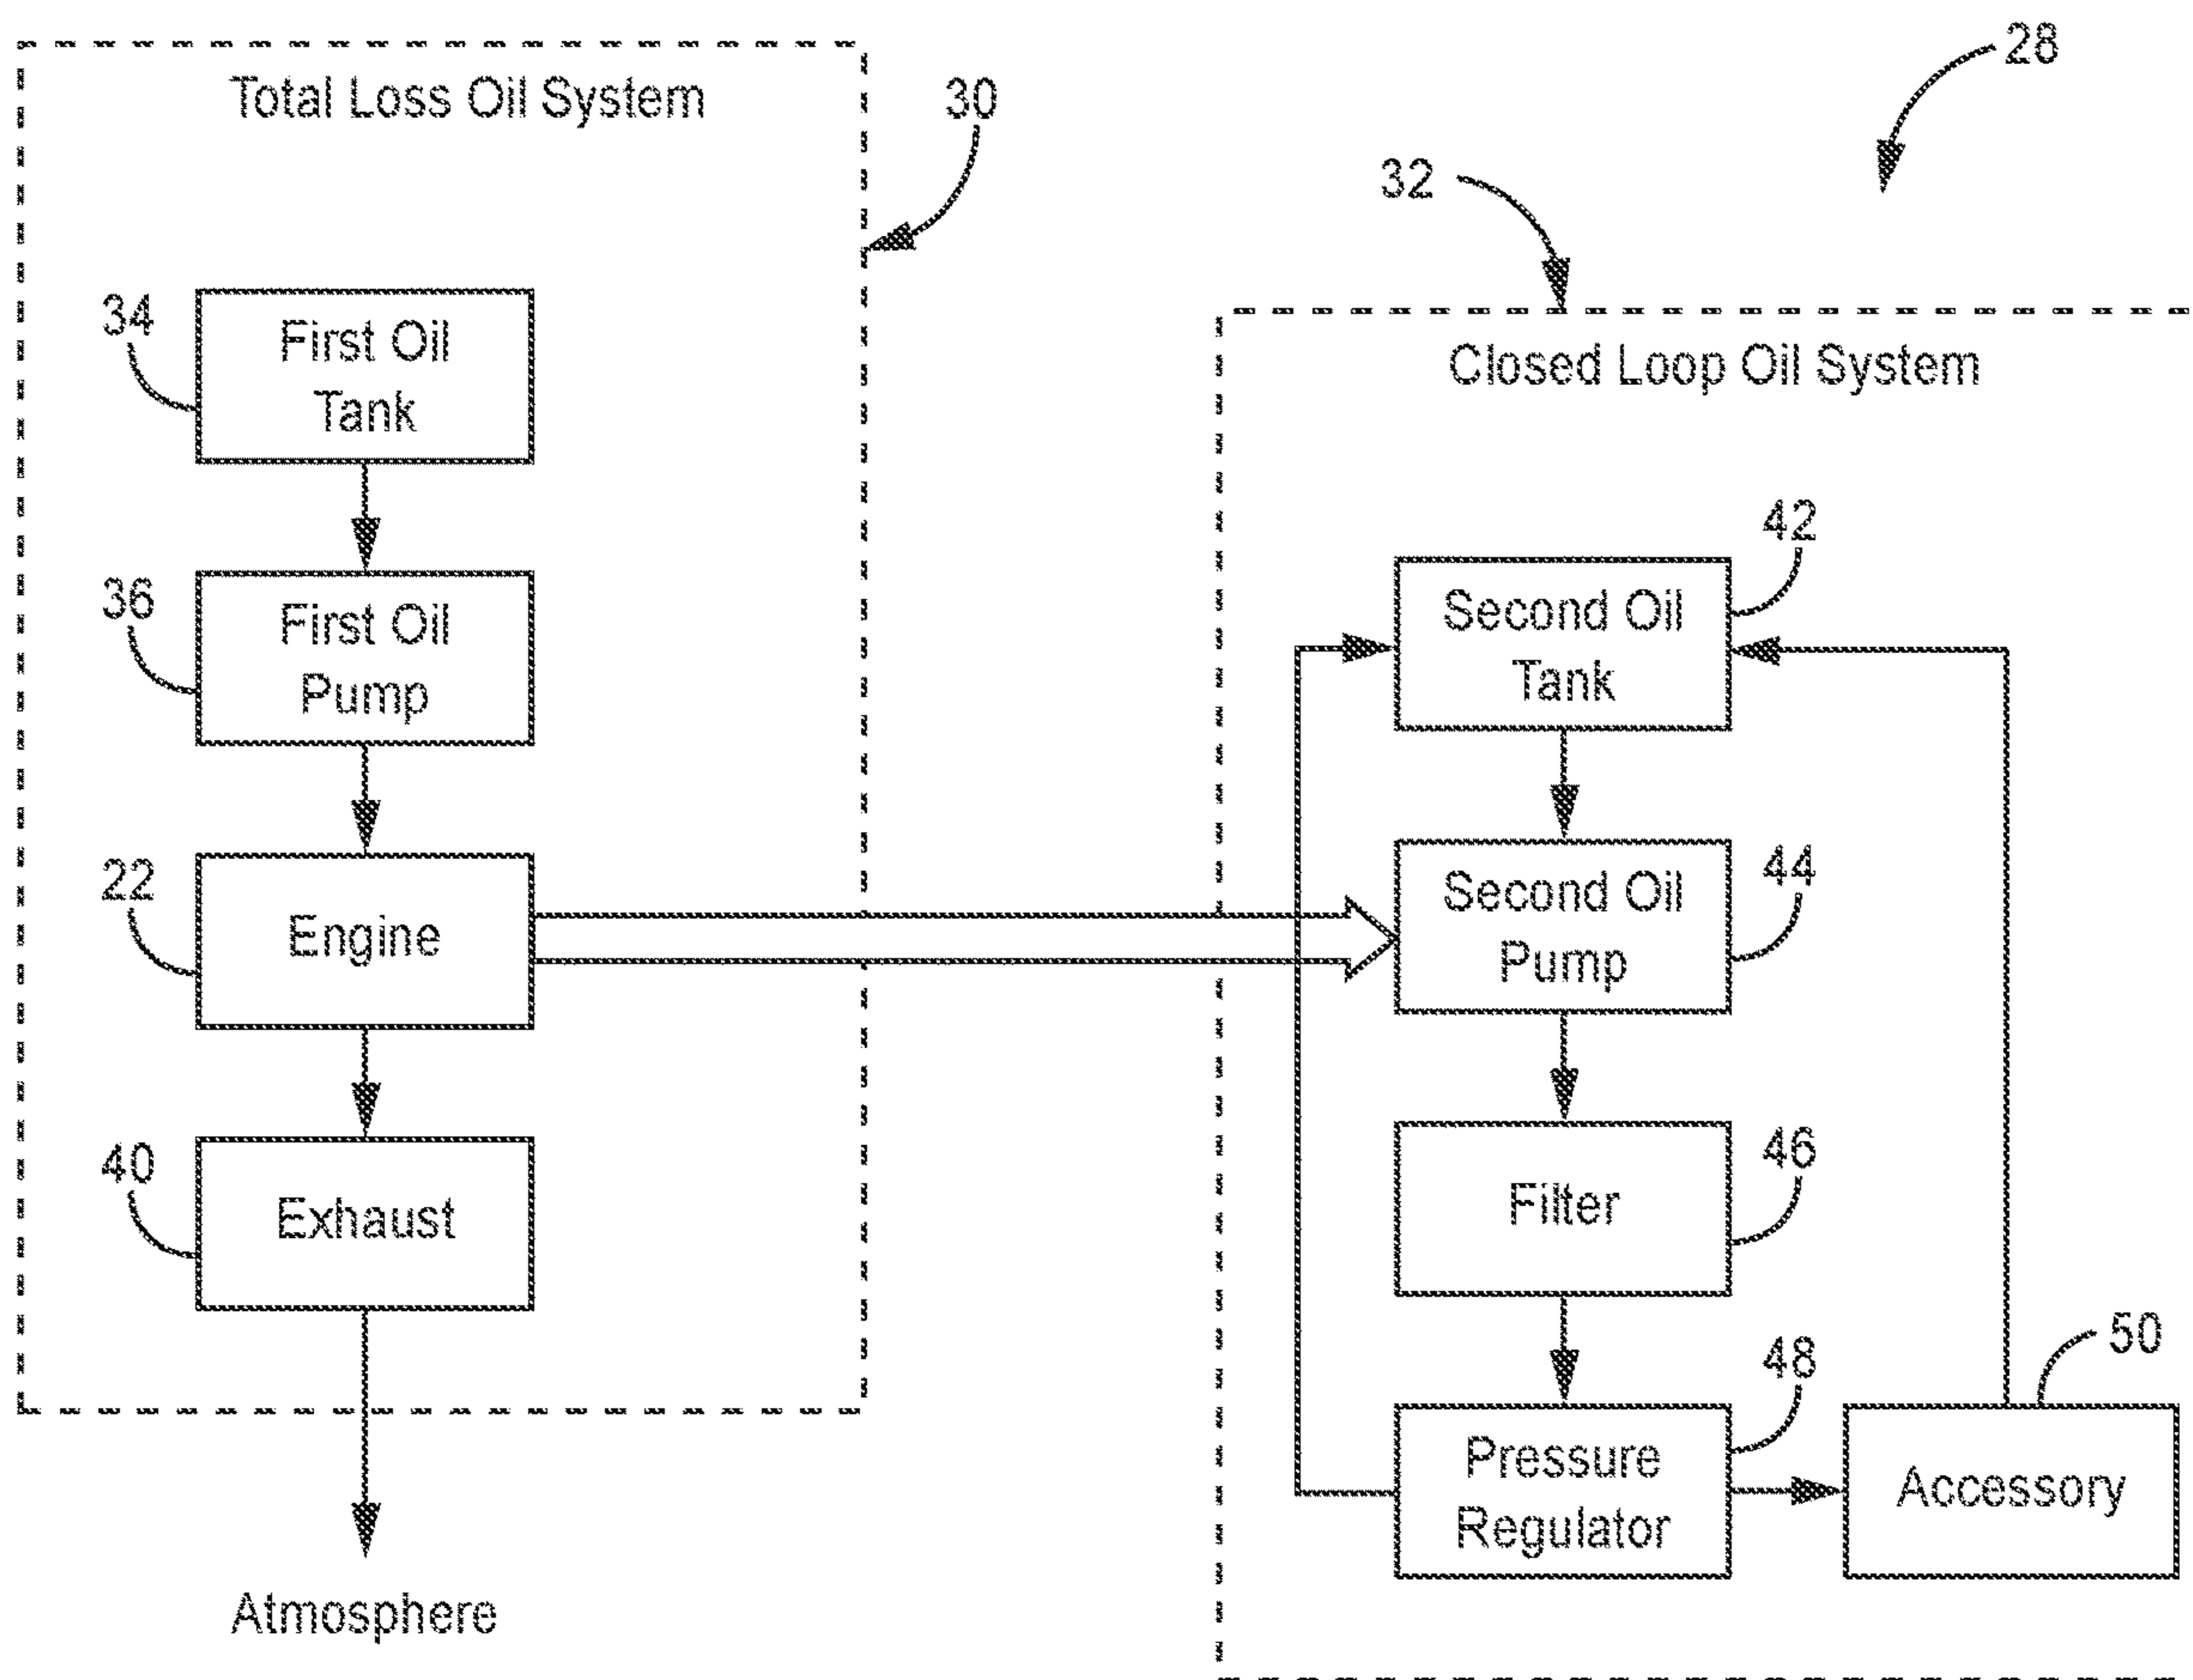 28
Total Loss Oil System
30
32
34
First Oil
Tank
Closed Loop Oil System
36
First Oil
Pump
42
Second Oil
Tank
22
Engine
44
Second Oil
Pump
40
Exhaust
46
Filter
48
Pressure
Regulator
50
Accessory
Atmosphere